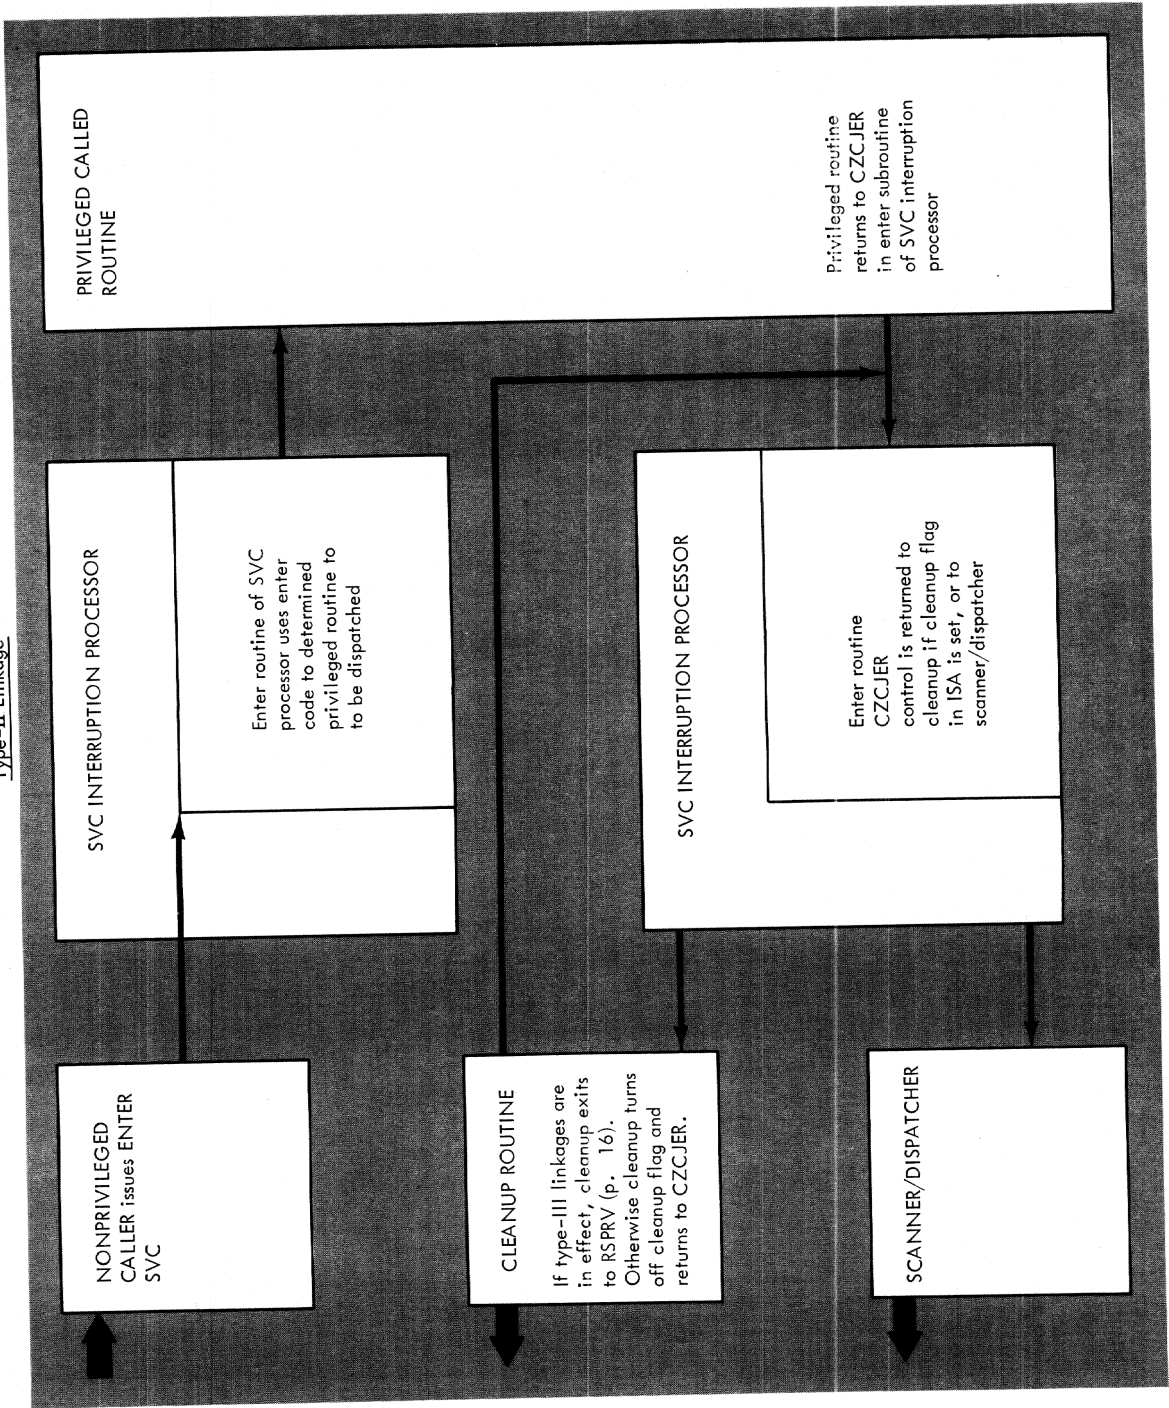 Type-II Linkage
NONPRIVILEGED
CALLER issues ENTER
SVC
SVC INTERRUPTION PROCESSOR
Enter routine of SVC
processor uses enter
code to determined
privileged routine to
to be dispatched
PRIVILEGED CALLED
ROUTINE
Privileged routine
returns to CZCJER
in enter subroutine
of SVC interruption
processor
CLEANUP ROUTINE
If type-III linkages are
in effect, cleanup exits
to RSPRV (p. 16).
Otherwise cleanup turns
off cleanup flag and
returns to CZCJER.
SVC INTERRUPTION PROCESSOR
Enter routine
CZCJER
control is returned to
cleanup if cleanup flag
in ISA is set, or to
scanner/dispatcher
SCANNER/DISPATCHER